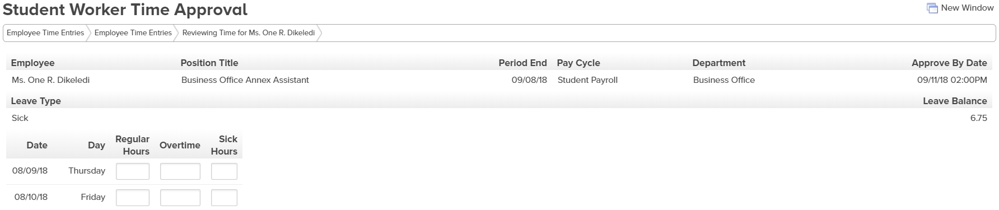 Student Worker Time Approval
New Window
Employee Time Entries Employee Time Entries Reviewing Time for Ms. One R. Dikeledi
Employee Position Title Period End Pay Cycle Department Approve By Date
Ms. One R. Dikeledi Business Office Annex Assistant 09/08/18 Student Payroll Business Office 09/11/18 02:00PM
Leave Type Leave Balance
Sick 6.75
Date Day Regular Hours Overtime Sick Hours
08/09/18 Thursday
08/10/18 Friday